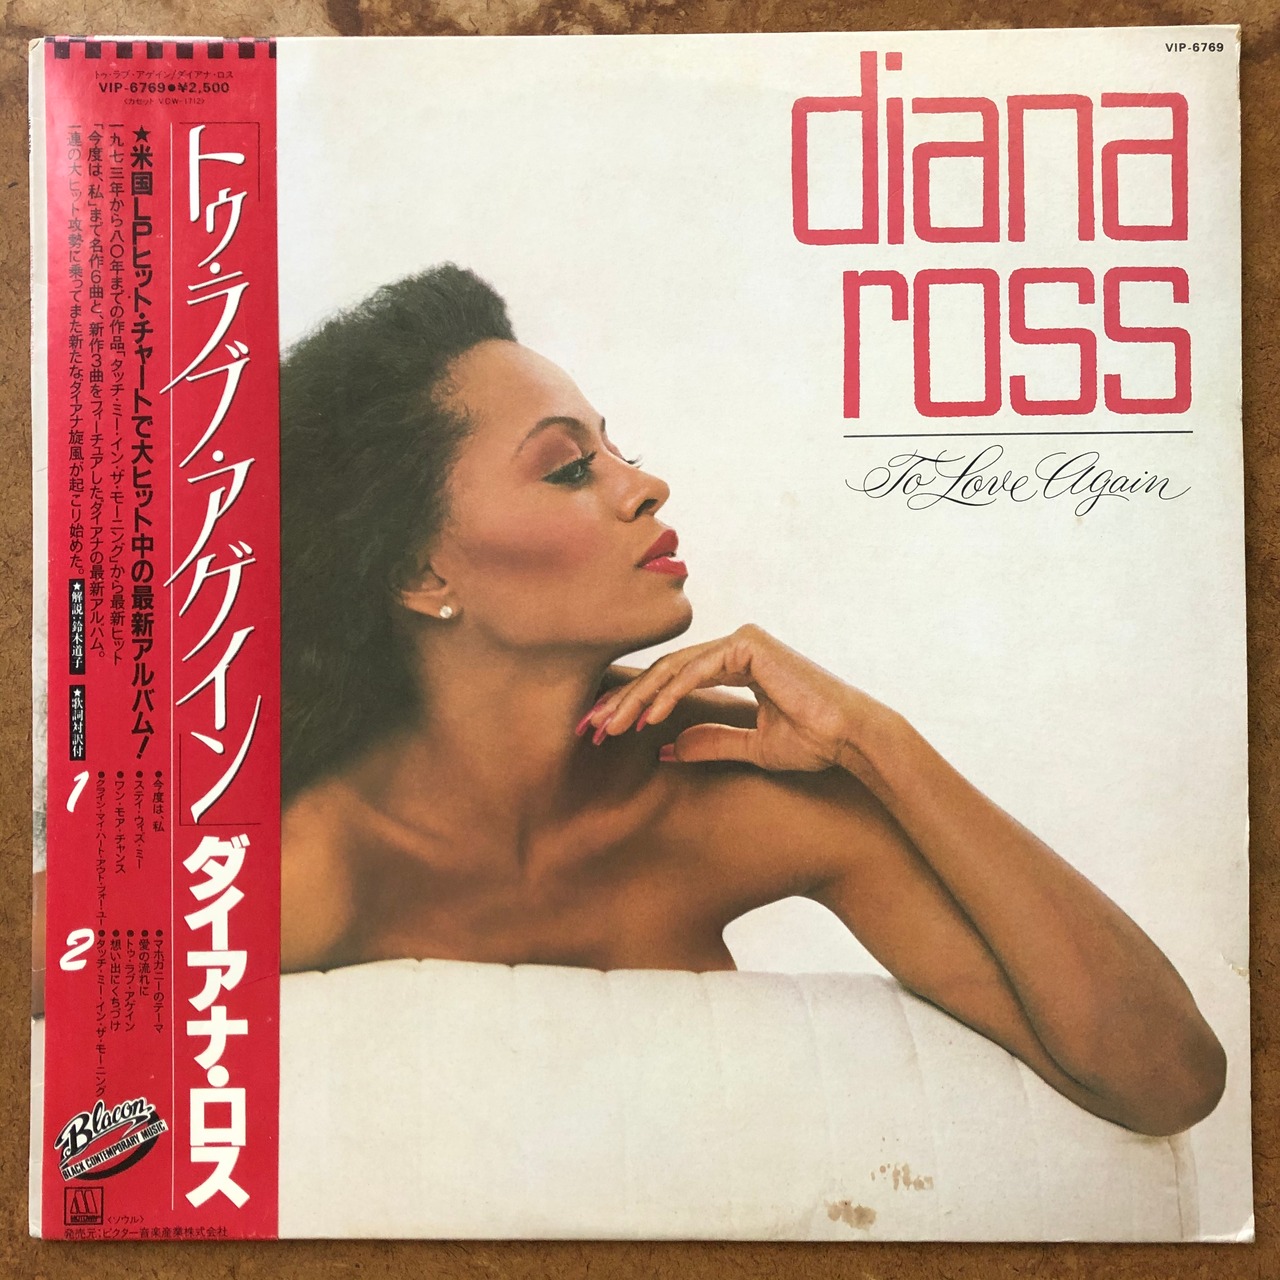 VIP-6769
diana
ross
To Love Again
トゥ・ラブ・アゲイン/ダイアナ・ロス
VIP-6769●¥2,500
〈カセット VCW-1712〉
「トゥ・ラブ・アゲイン」ダイアナ・ロス
★米国LPヒット・チャートで大ヒット中の最新アルバム!
一九七三年から八〇年までの作品「タッチ・ミー・イン・ザ・モーニング」から最新ヒット
「今度は、私」まで名作6曲と、新作3曲をフィーチュアしたダイアナの最新アルバム。
一連の大ヒット攻勢に乗ってまた新たなダイアナ旋風が起こり始めた。
★解説:鈴木道子
★歌詞対訳付
1
●今度は、私
●ステイ・ウィズ・ミー
●ワン・モア・チャンス
●クライン・マイ・ハート・アウト・フォー・ユー
2
●マホガニーのテーマ
●愛の流れに
●トゥ・ラブ・アゲイン
●想い出にくちづけ
●タッチ・ミー・イン・ザ・モーニング
Blacon
BLACK CONTEMPORARY MUSIC
MOTOWN
〈ソウル〉
発売元:ビクター音楽産業株式会社